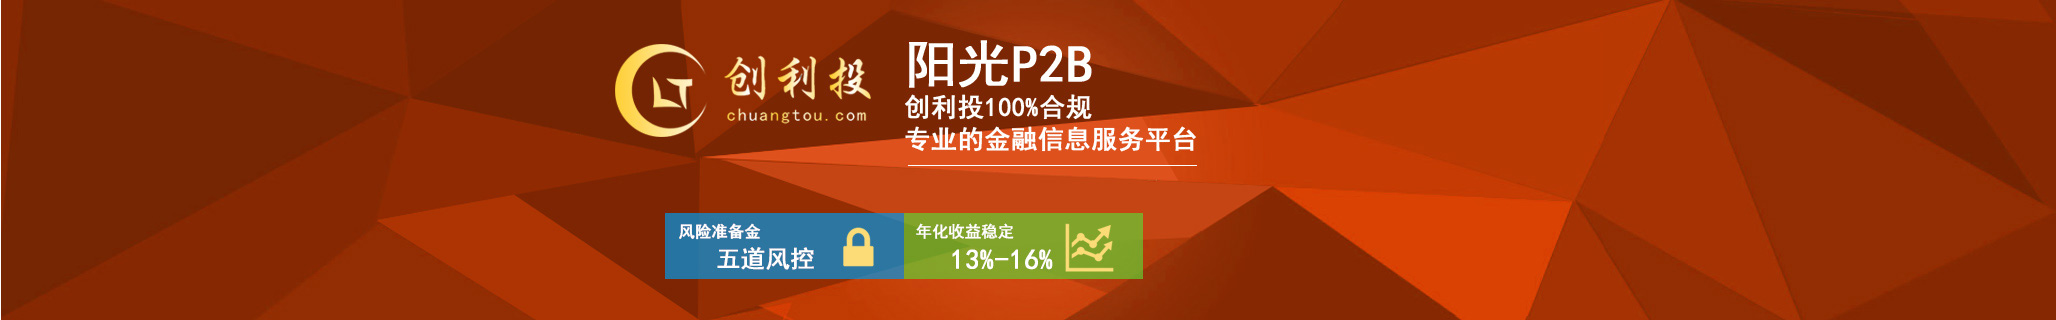 创利投
chuangtou.com
阳光P2B
创利投100%合规
专业的金融信息服务平台
风险准备金
五道风控
年化收益稳定
13%-16%